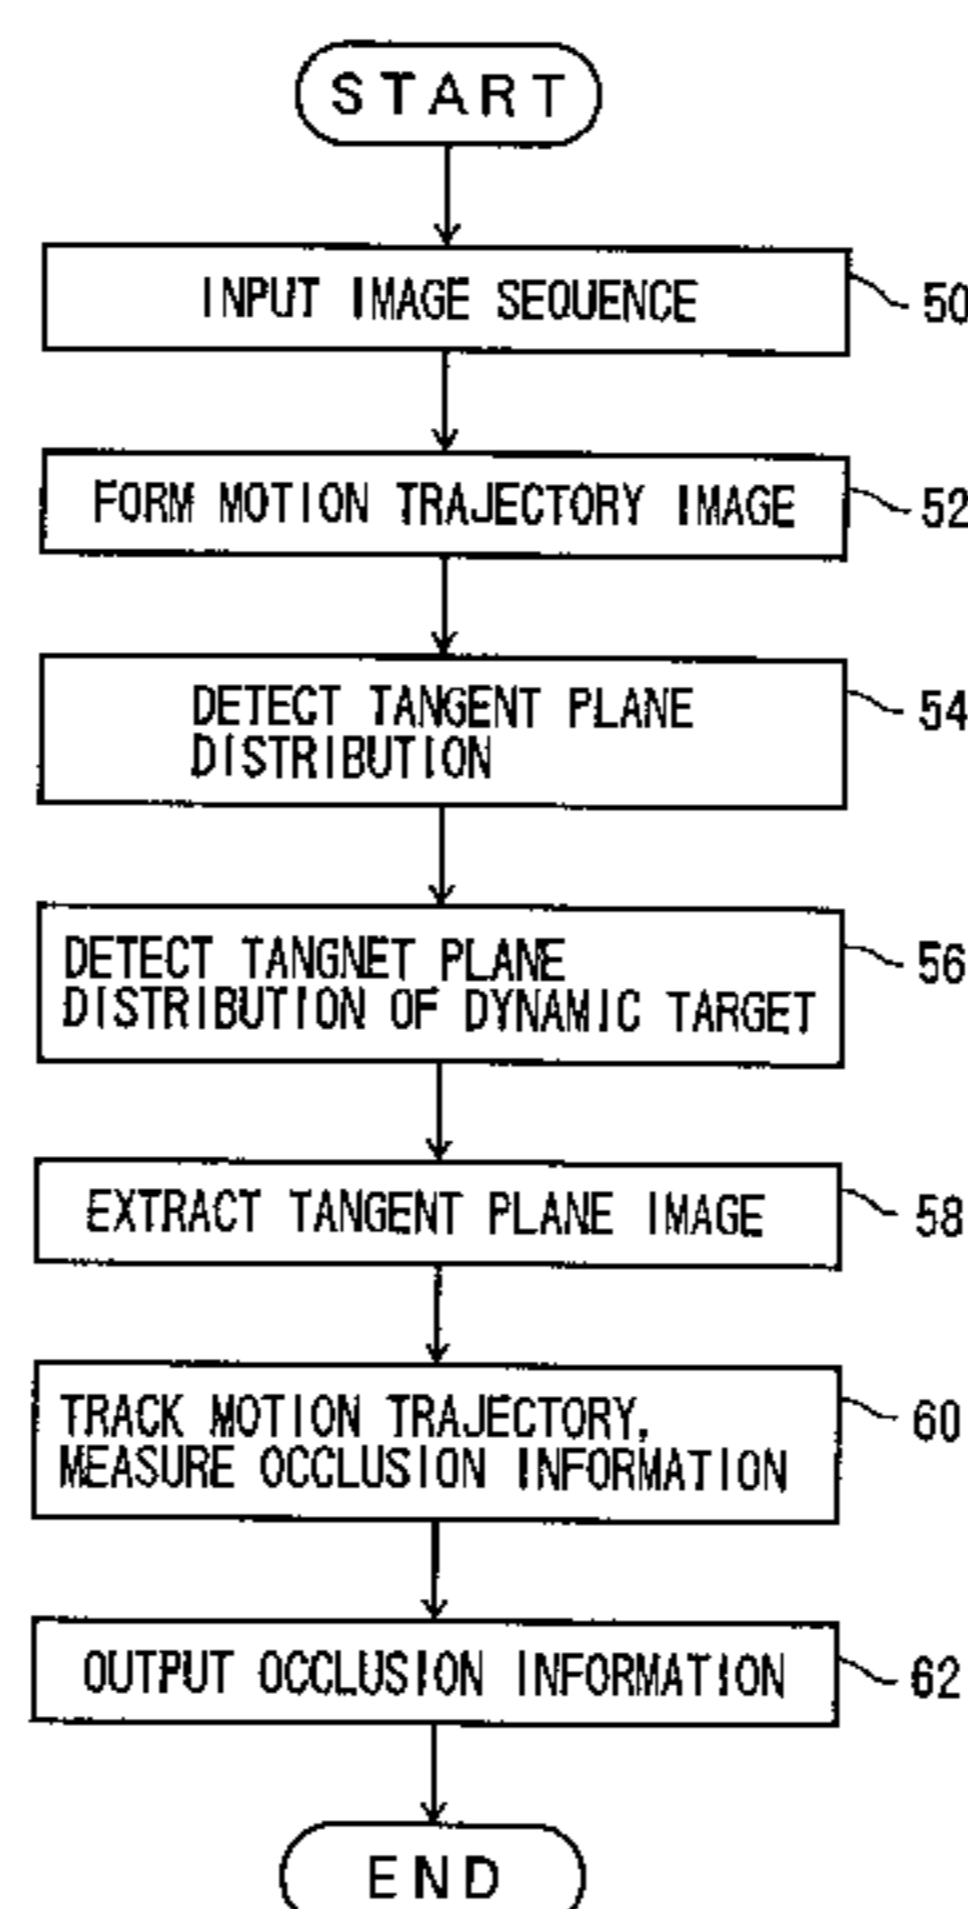 START
INPUT IMAGE SEQUENCE
50
FORM MOTION TRAJECTORY IMAGE
52
DETECT TANGENT PLANE
DISTRIBUTION
54
DETECT TANGNET PLANE
DISTRIBUTION OF DYNAMIC TARGET
56
EXTRACT TANGENT PLANE IMAGE
58
TRACK MOTION TRAJECTORY,
MEASURE OCCLUSION INFORMATION
60
OUTPUT OCCLUSION INFORMATION
62
END